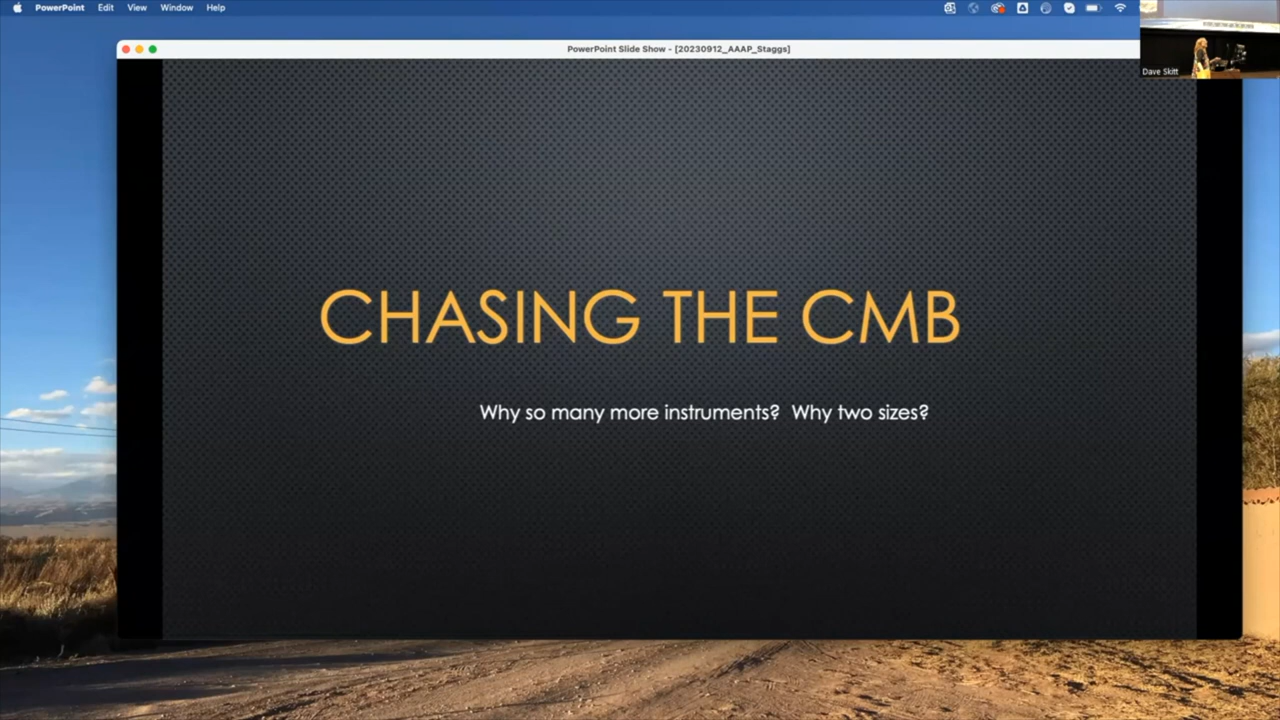 PowerPoint File Edit View Window Help
PowerPoint Slide Show - [20230912_AAAP_Staggs]
Dave Skitt
CHASING THE CMB
Why so many more instruments? Why two sizes?